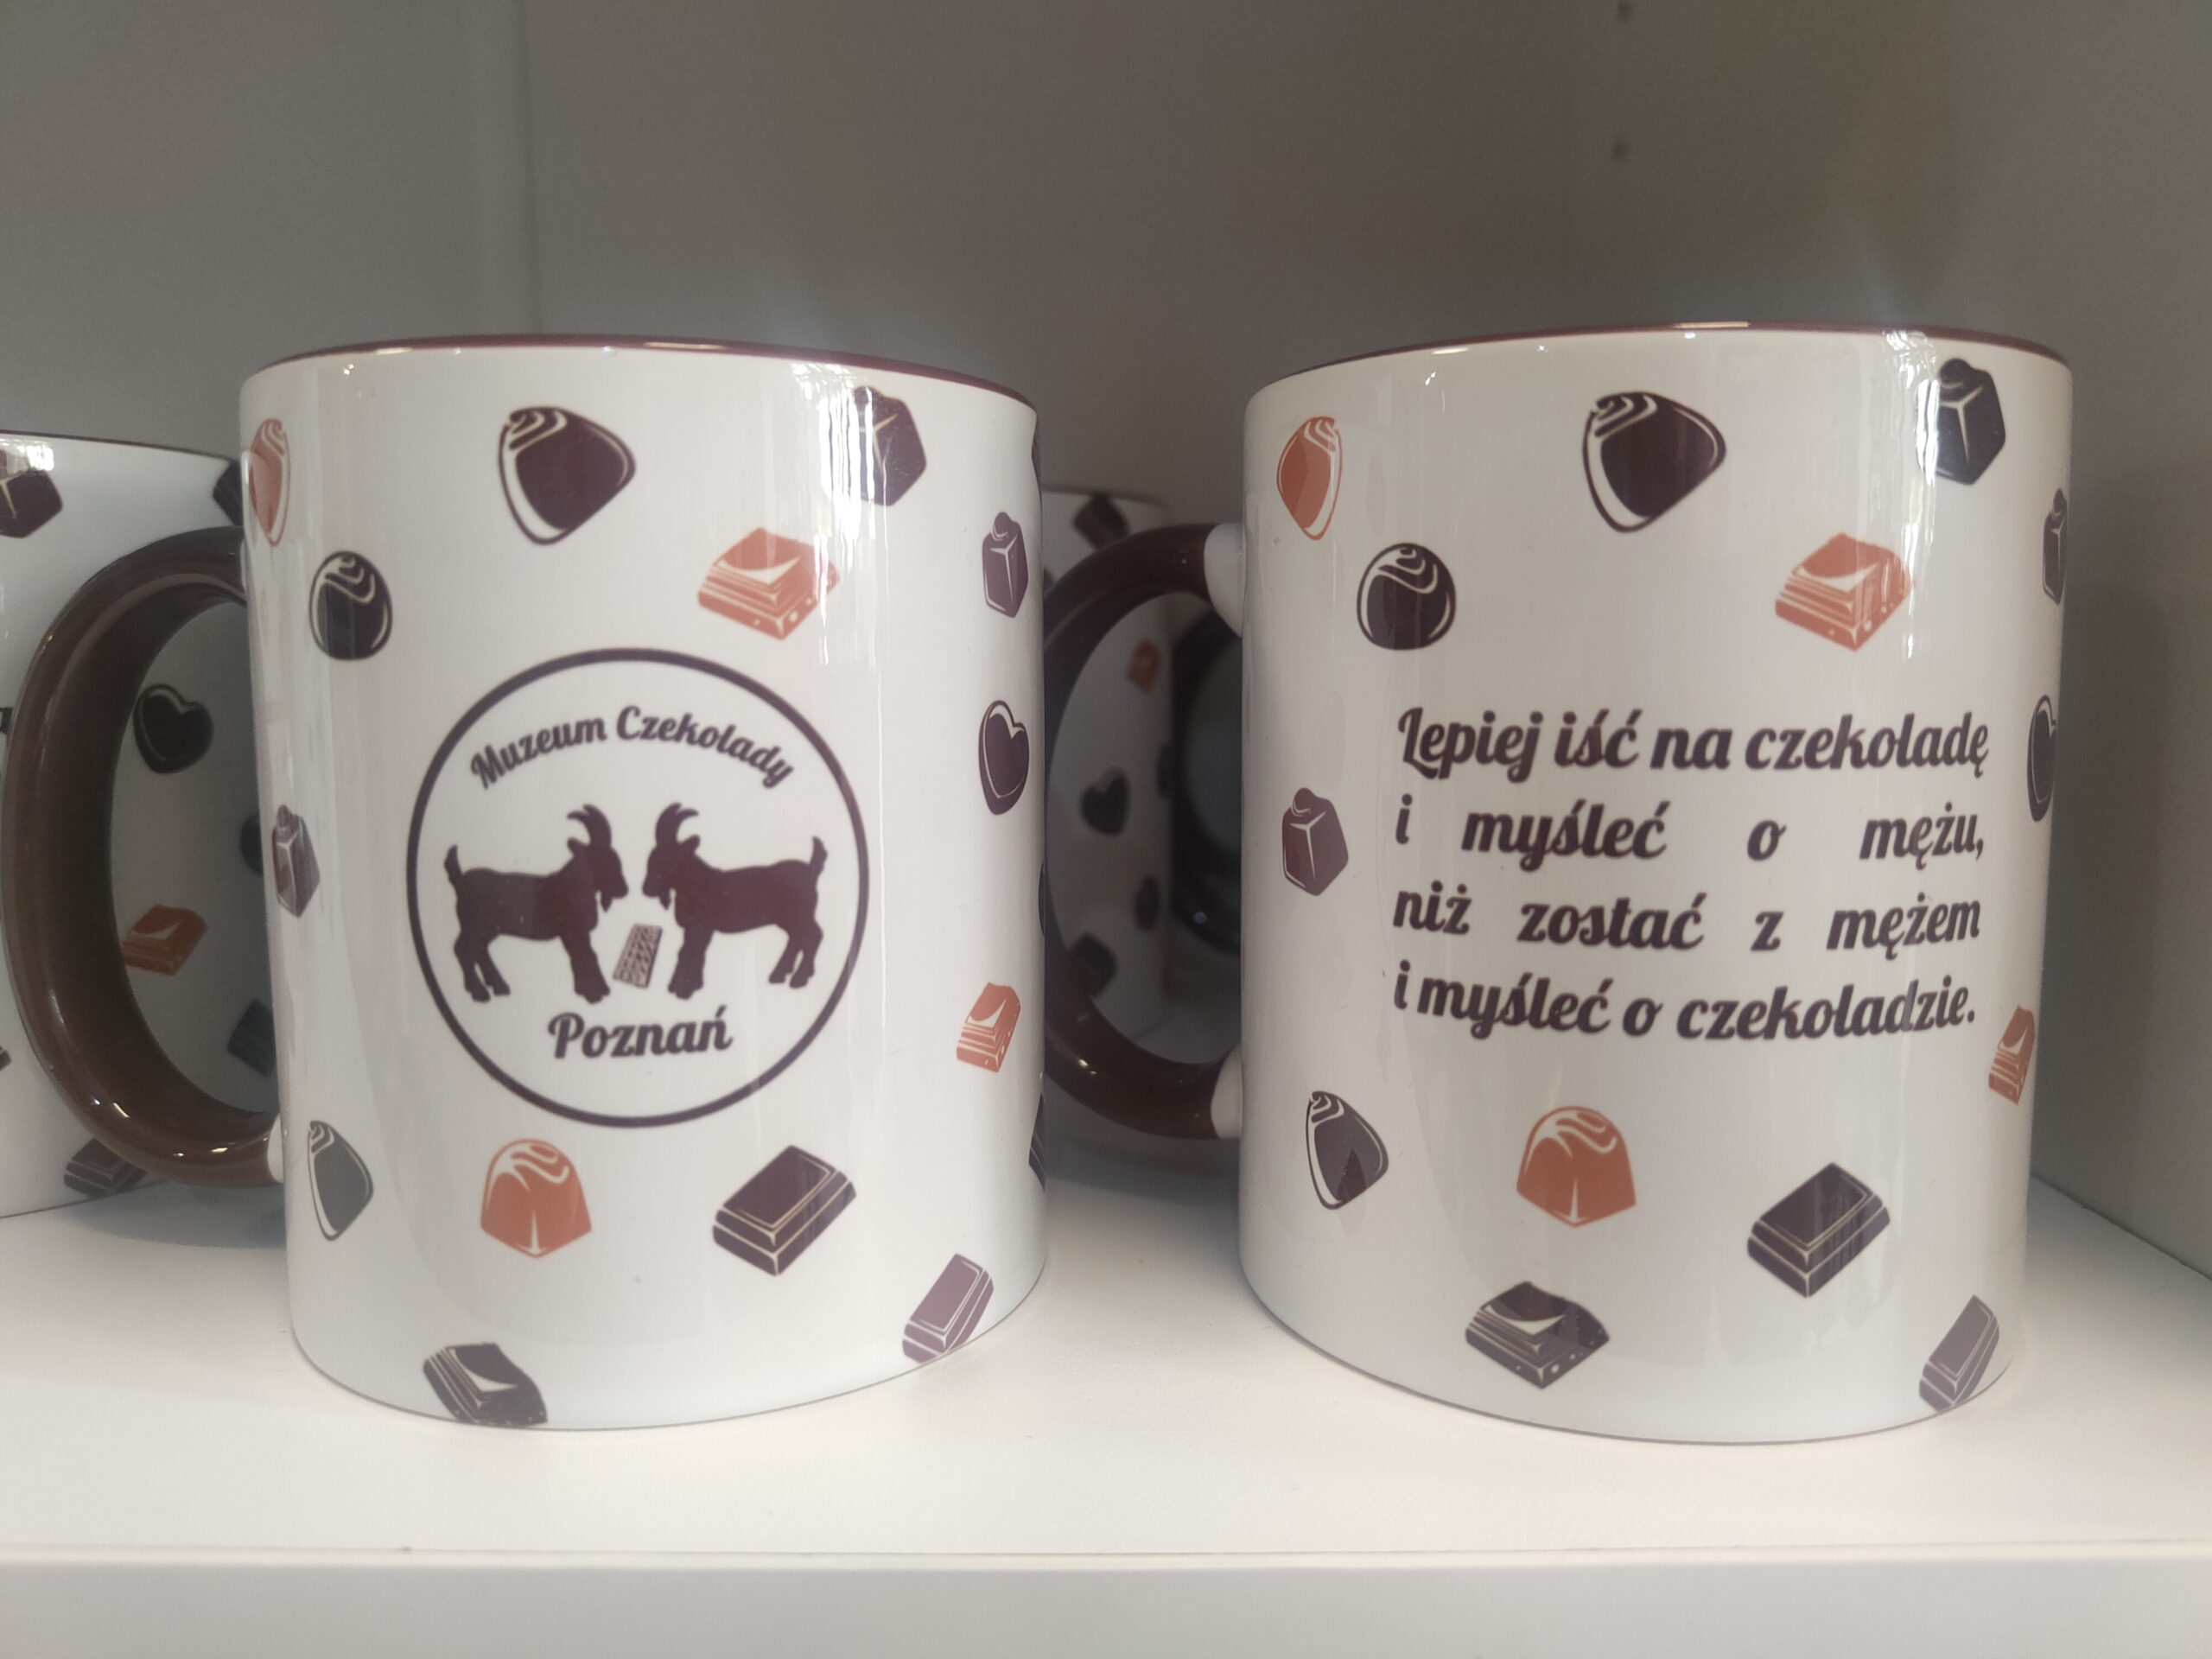 Muzeum Czekolady
Poznań
Lepiej iść na czekoladę
i myśleć o mężu,
niż zostać z mężem
i myśleć o czekoladzie.